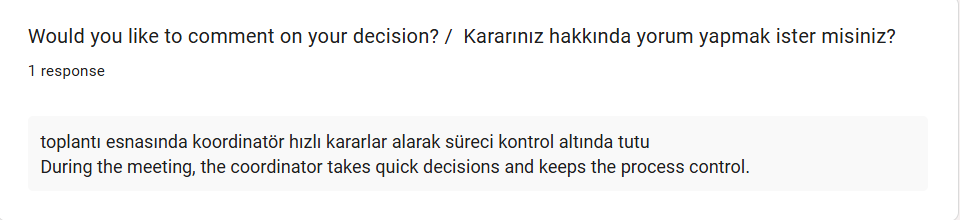 Would you like to comment on your decision? /  Kararınız hakkında yorum yapmak ister misiniz?
1 response
toplantı esnasında koordinatör hızlı kararlar alarak süreci kontrol altında tutu
During the meeting, the coordinator takes quick decisions and keeps the process control.